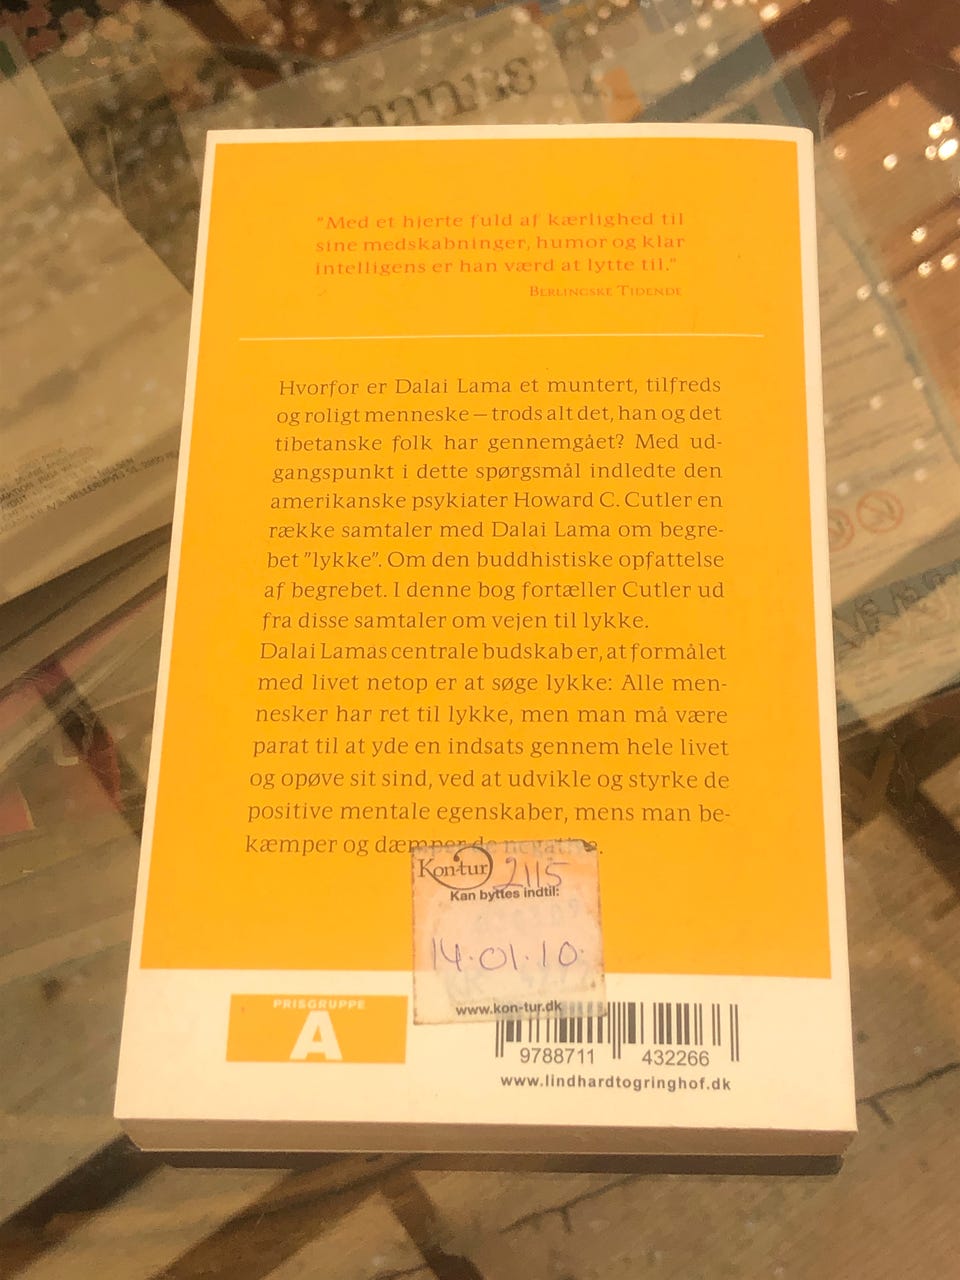 "Med et hjerte fuld af kærlighed til
sine medskabninger, humor og klar
intelligens er han værd at lytte til."
Berlingske Tidende
Hvorfor er Dalai Lama et muntert, tilfreds
og roligt menneske – trods alt det, han og det
tibetanske folk har gennemgået? Med ud-
gangspunkt i dette spørgsmål indledte den
amerikanske psykiater Howard C. Cutler en
række samtaler med Dalai Lama om begre-
bet "lykke". Om den buddhistiske opfattelse
af begrebet. I denne bog fortæller Cutler ud
fra disse samtaler om vejen til lykke.
Dalai Lamas centrale budskab er, at formålet
med livet netop er at søge lykke: Alle men-
nesker har ret til lykke, men man må være
parat til at yde en indsats gennem hele livet
og opøve sit sind, ved at udvikle og styrke de
positive mentale egenskaber, mens man be-
kæmper og dæmper de negative.
Kon-tur 2115
Kan byttes indtil:
14.01.10
www.kon-tur.dk
PRISGRUPPE
A
9788711 432266
www.lindhardtogringhof.dk